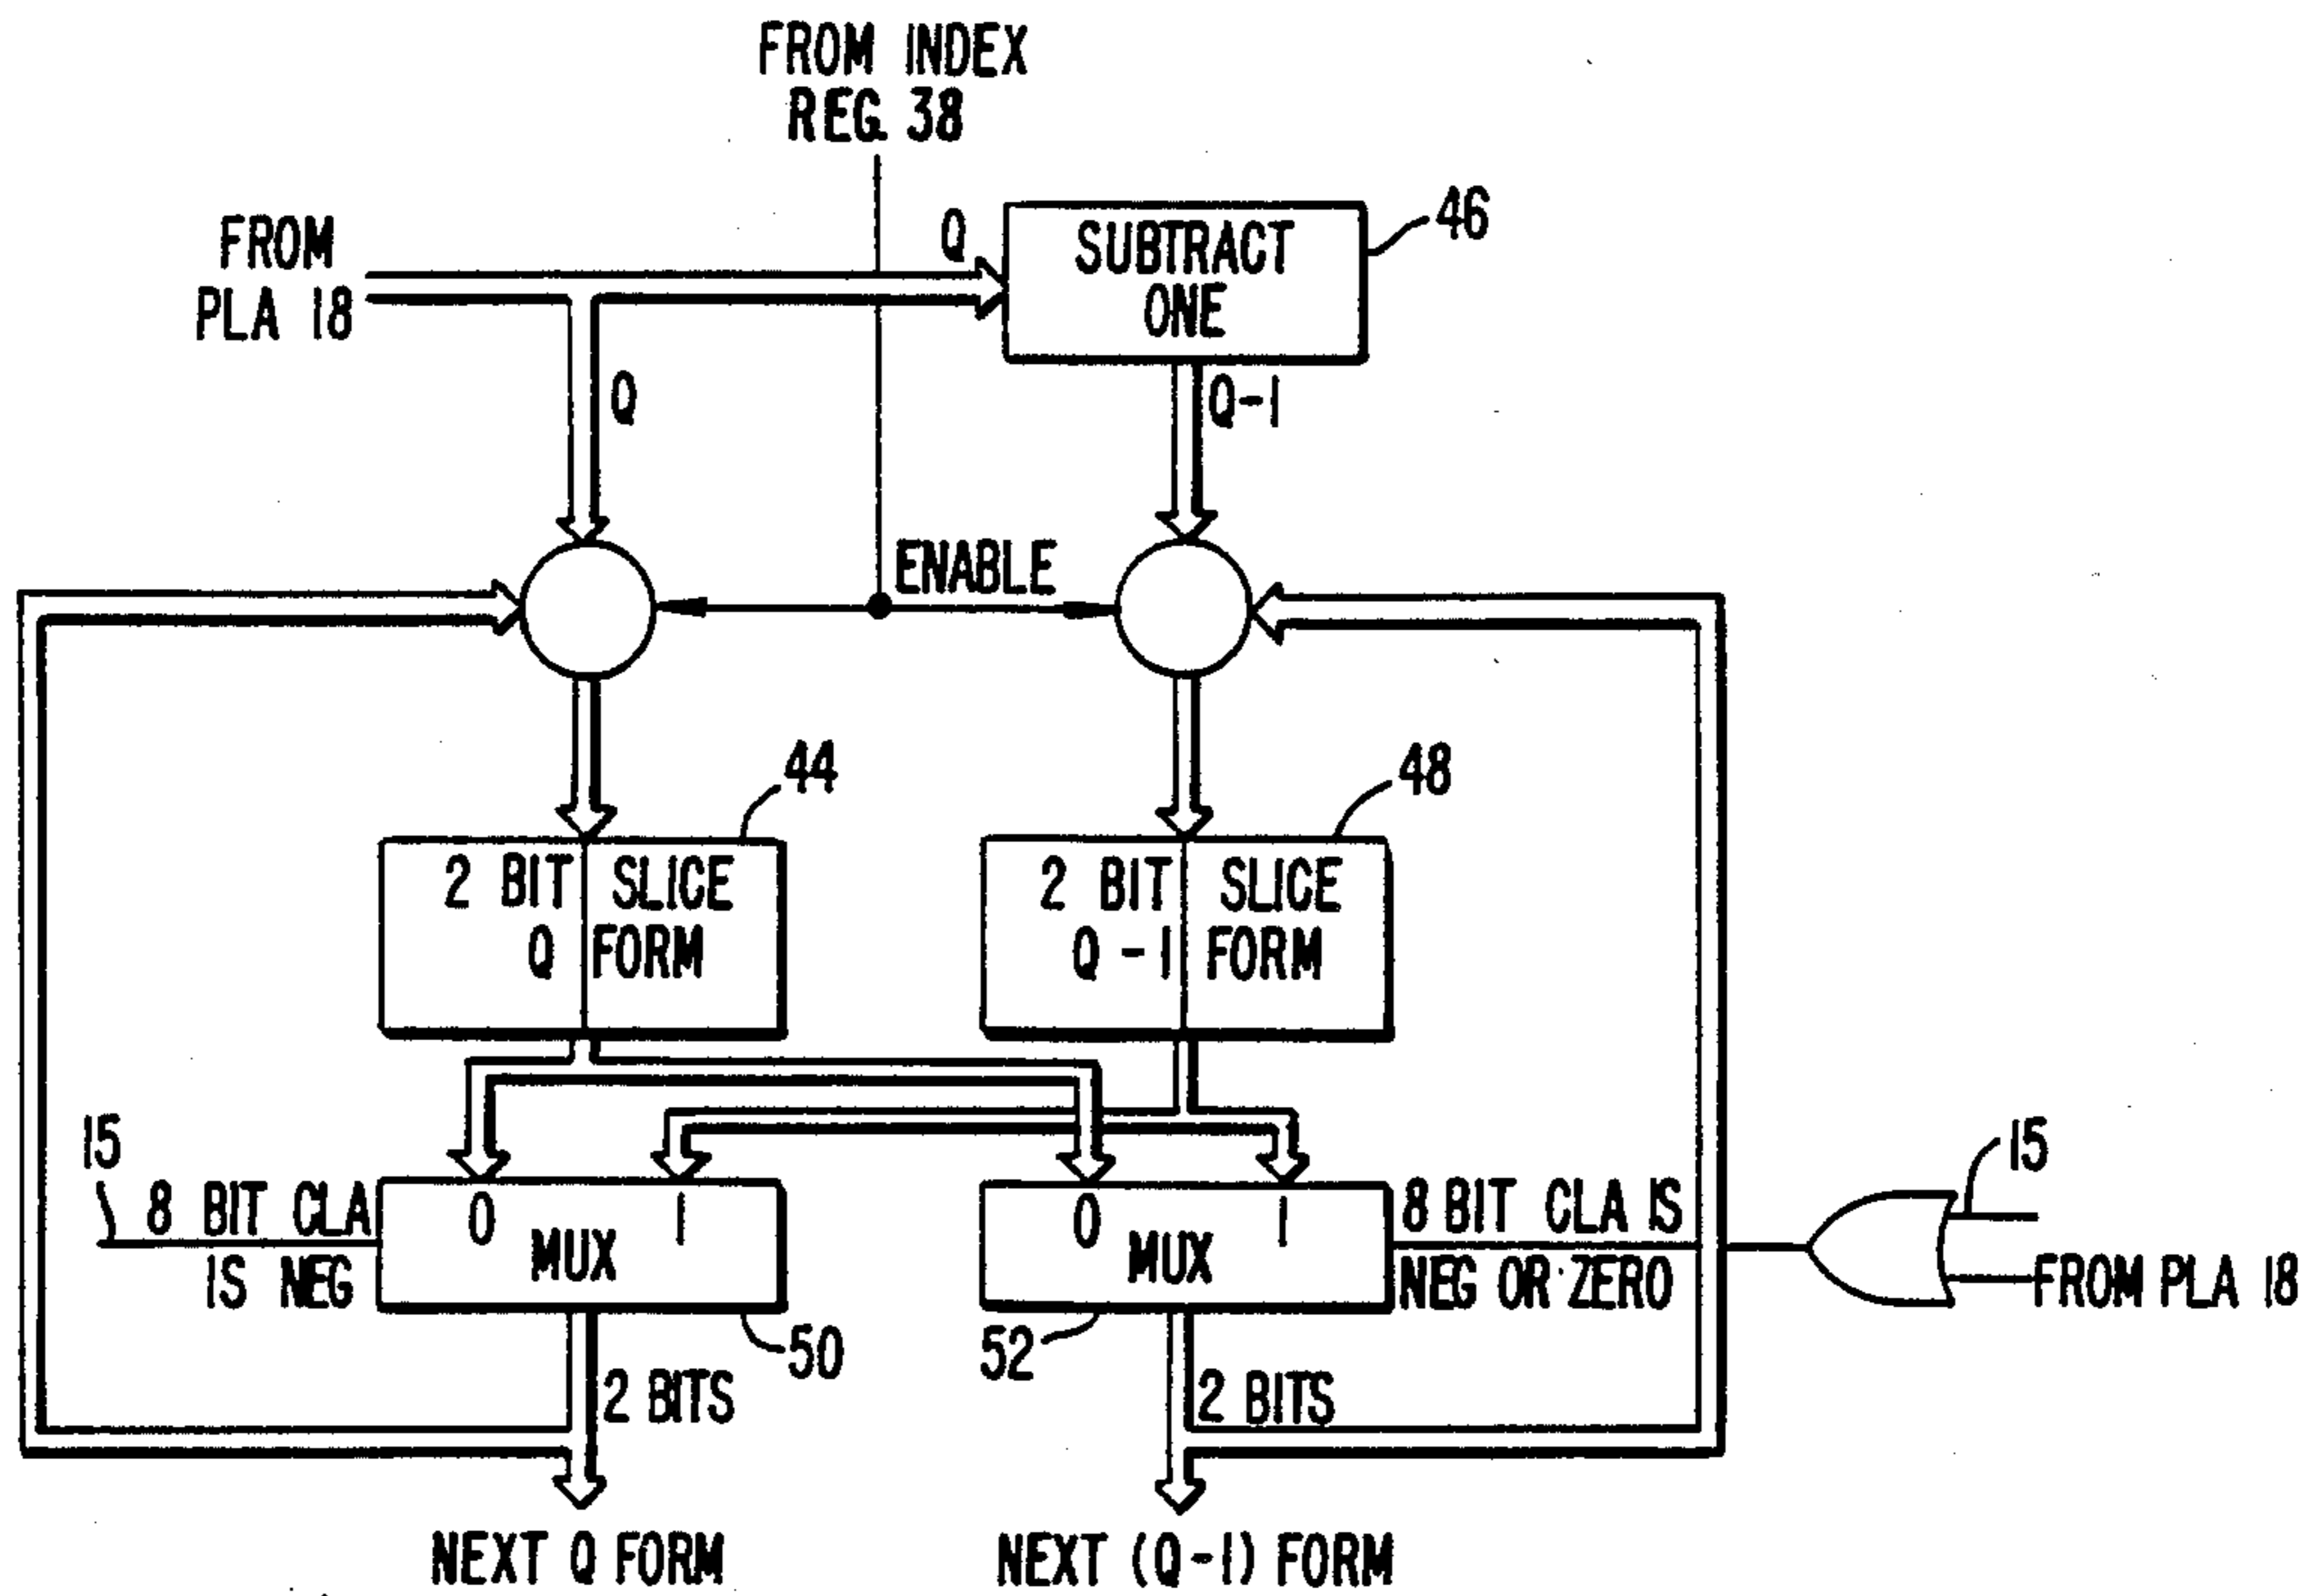 FROM INDEX
REG. 38
FROM
PLA 18
Q
SUBTRACT
ONE
46
Q
Q-1
ENABLE
44
48
2 BIT SLICE
Q FORM
2 BIT SLICE
Q-1 FORM
15
8 BIT CLA
IS NEG
0 1
MUX
0 1
MUX
8 BIT CLA IS
NEG OR ZERO
15
FROM PLA 18
50
52
2 BITS
2 BITS
NEXT Q FORM
NEXT (Q-1) FORM